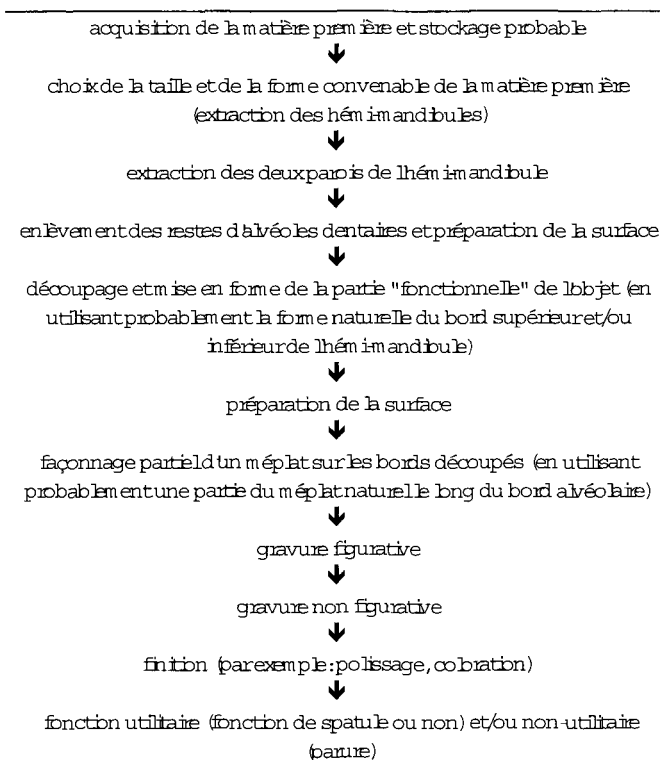 acquisition de la matière première et stockage probable
choix de la taille et de la forme convenable de la matière première
(extraction des hémi-mandibules)
extraction des deux parois de l'hémi-mandibule
enlèvement des restes d'alvéoles dentaires et préparation de la surface
découpage et mise en forme de la partie "fonctionnelle" de l'objet (en
utilisant probablement la forme naturelle du bord supérieur et/ou
inférieur de l'hémi-mandibule)
préparation de la surface
façonnage partiel d'un méplat sur les bords découpés (en utilisant
probablement une partie du méplat naturel le long du bord alvéolaire)
gravure figurative
gravure non figurative
finition (par exemple : polissage, coloration)
fonction utilitaire (fonction de spatule ou non) et/ou non-utilitaire
(parure)